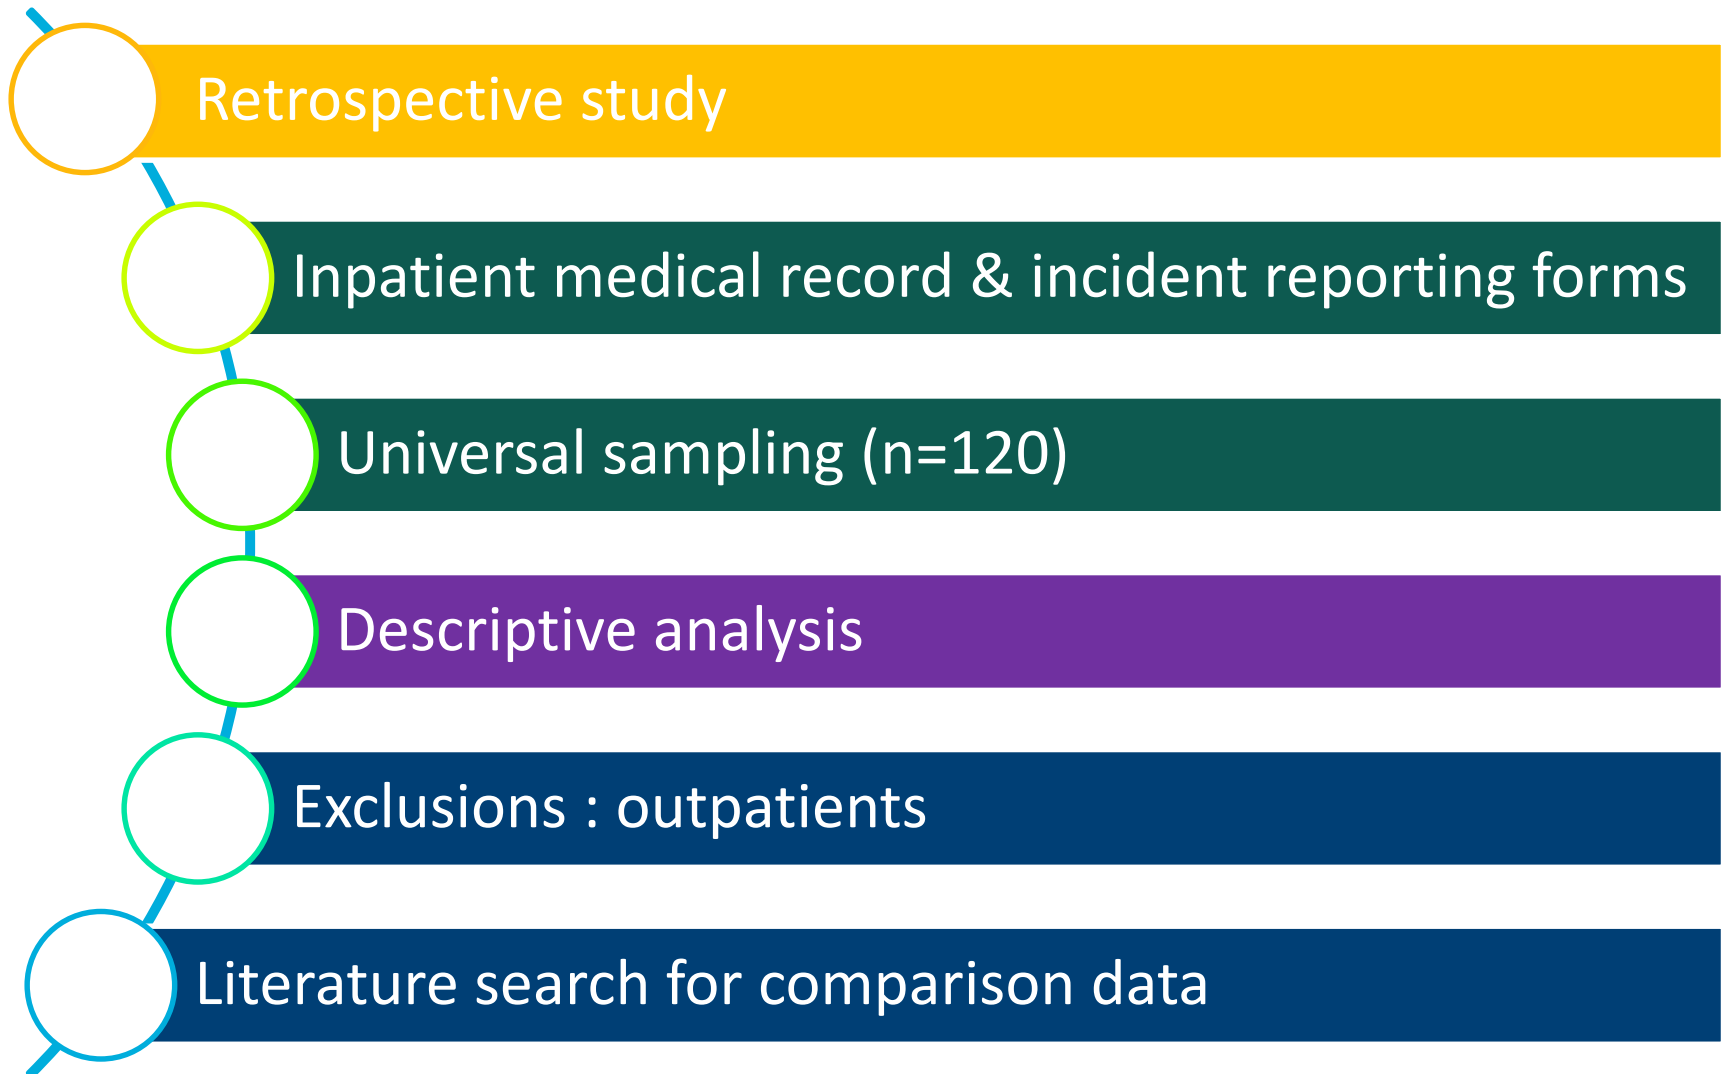 Retrospective study
Inpatient medical record & incident reporting forms
Universal sampling (n=120)
Descriptive analysis
Exclusions : outpatients
Literature search for comparison data